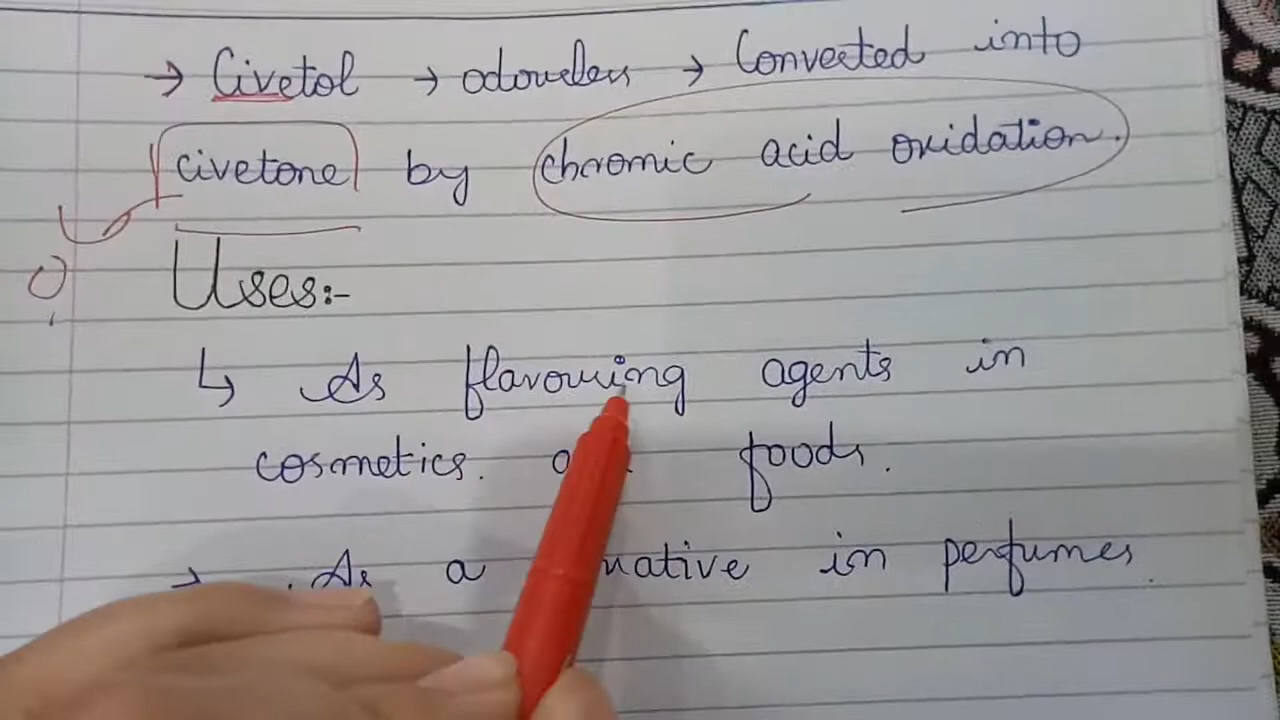 → Civetol → odourless → Converted into
civetone by chromic acid oxidation.
Uses:-
↳ As flavouring agents in
cosmetics. foods.
→ As a in perfumes.